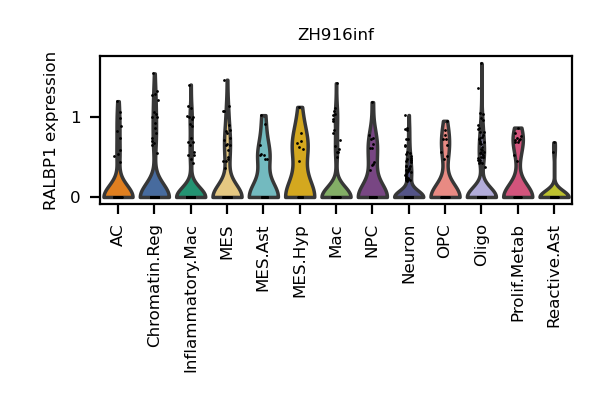 ZH916inf
RALBP1 expression
1
0
AC
Chromatin.Reg
Inflammatory.Mac
MES
MES.Ast
MES.Hyp
Mac
NPC
Neuron
OPC
Oligo
Prolif.Metab
Reactive.Ast